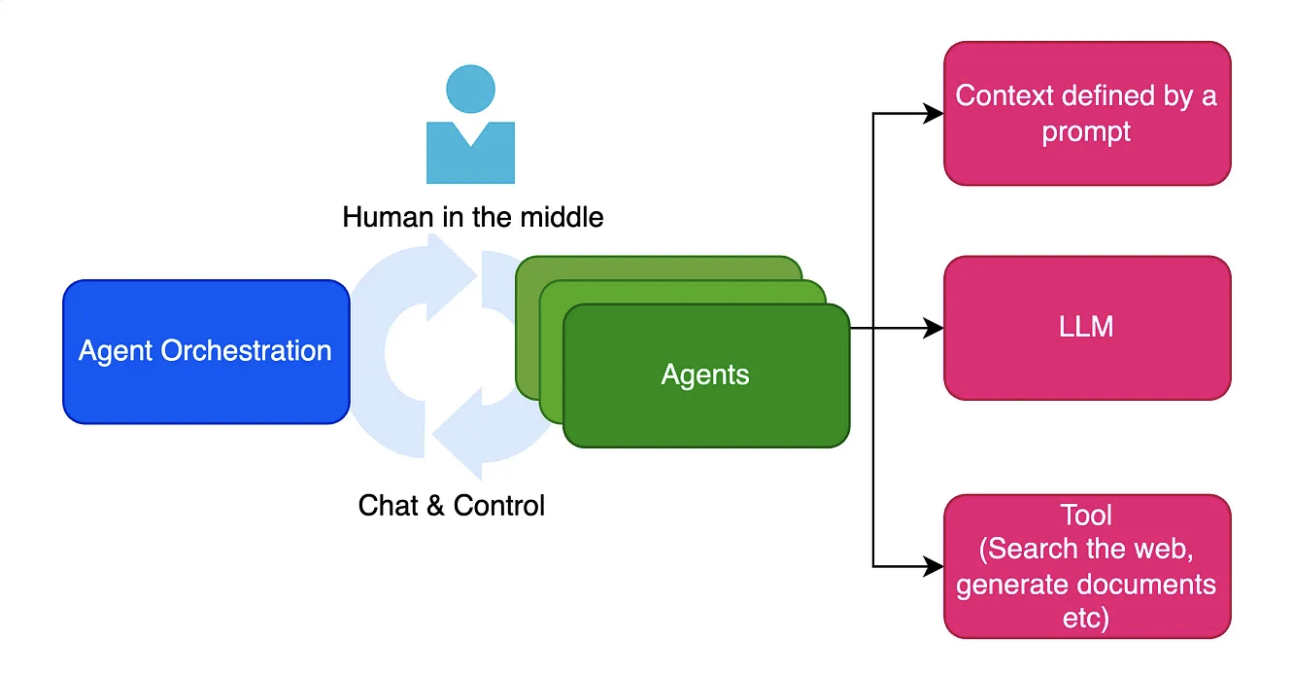 Human in the middle
Agent Orchestration
Agents
Chat & Control
Context defined by a
prompt
LLM
Tool
(Search the web,
generate documents
etc)